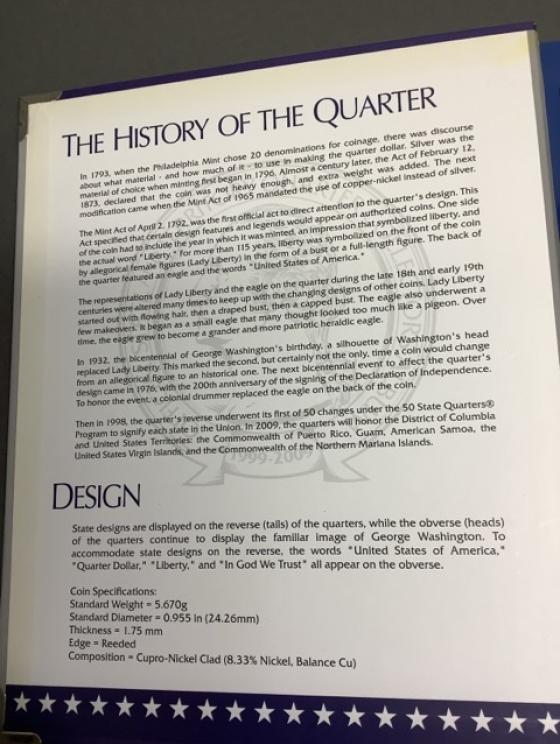 THE HISTORY OF THE QUARTER
In 1793, when the Philadelphia Mint chose 20 denominations for coinage, there was discourse
about what material - and how much of it - to use in making the quarter dollar. Silver was the
material of choice when minting first began in 1796. Almost a century later, the Act of February 12,
1873, declared that the coin was not heavy enough, and extra weight was added. The next
modification came when the Mint Act of 1965 mandated the use of copper-nickel instead of silver.
The Mint Act of April 2, 1792, was the first official act to direct attention to the quarter's design. This
Act specified that certain design features and legends would appear on authorized coins. One side
of the coin had to include the year in which it was minted, an impression that symbolized liberty, and
the actual word "Liberty." For more than 115 years, liberty was symbolized on the front of the coin
by allegorical female figures (Lady Liberty) in the form of a bust or a full-length figure. The back of
the quarter featured an eagle and the words "United States of America."
The representations of Lady Liberty and the eagle on the quarter during the late 18th and early 19th
centuries were altered many times to keep up with the changing designs of other coins. Lady Liberty
started out with flowing hair, then a draped bust, then a capped bust. The eagle also underwent a
few makeovers. It began as a small eagle that many thought looked too much like a pigeon. Over
time, the eagle grew to become a grander and more patriotic heraldic eagle.
In 1932, the bicentennial of George Washington's birthday, a silhouette of Washington's head
replaced Lady Liberty. This marked the second, but certainly not the only, time a coin would change
from an allegorical figure to an historical one. The next bicentennial event to affect the quarter's
design came in 1976, with the 200th anniversary of the signing of the Declaration of Independence.
To honor the event, a colonial drummer replaced the eagle on the back of the coin.
Then in 1998, the quarter's reverse underwent its first of 50 changes under the 50 State Quarters®
Program to signify each state in the Union. In 2009, the quarters will honor the District of Columbia
and United States Territories: the Commonwealth of Puerto Rico, Guam, American Samoa, the
United States Virgin Islands, and the Commonwealth of the Northern Mariana Islands.
1999-2009
DESIGN
State designs are displayed on the reverse (tails) of the quarters, while the obverse (heads)
of the quarters continue to display the familiar image of George Washington. To
accommodate state designs on the reverse, the words "United States of America,"
"Quarter Dollar," "Liberty," and "In God We Trust" all appear on the obverse.
Coin Specifications:
Standard Weight = 5.670g
Standard Diameter = 0.955 in (24.26mm)
Thickness = 1.75 mm
Edge = Reeded
Composition = Cupro-Nickel Clad (8.33% Nickel, Balance Cu)